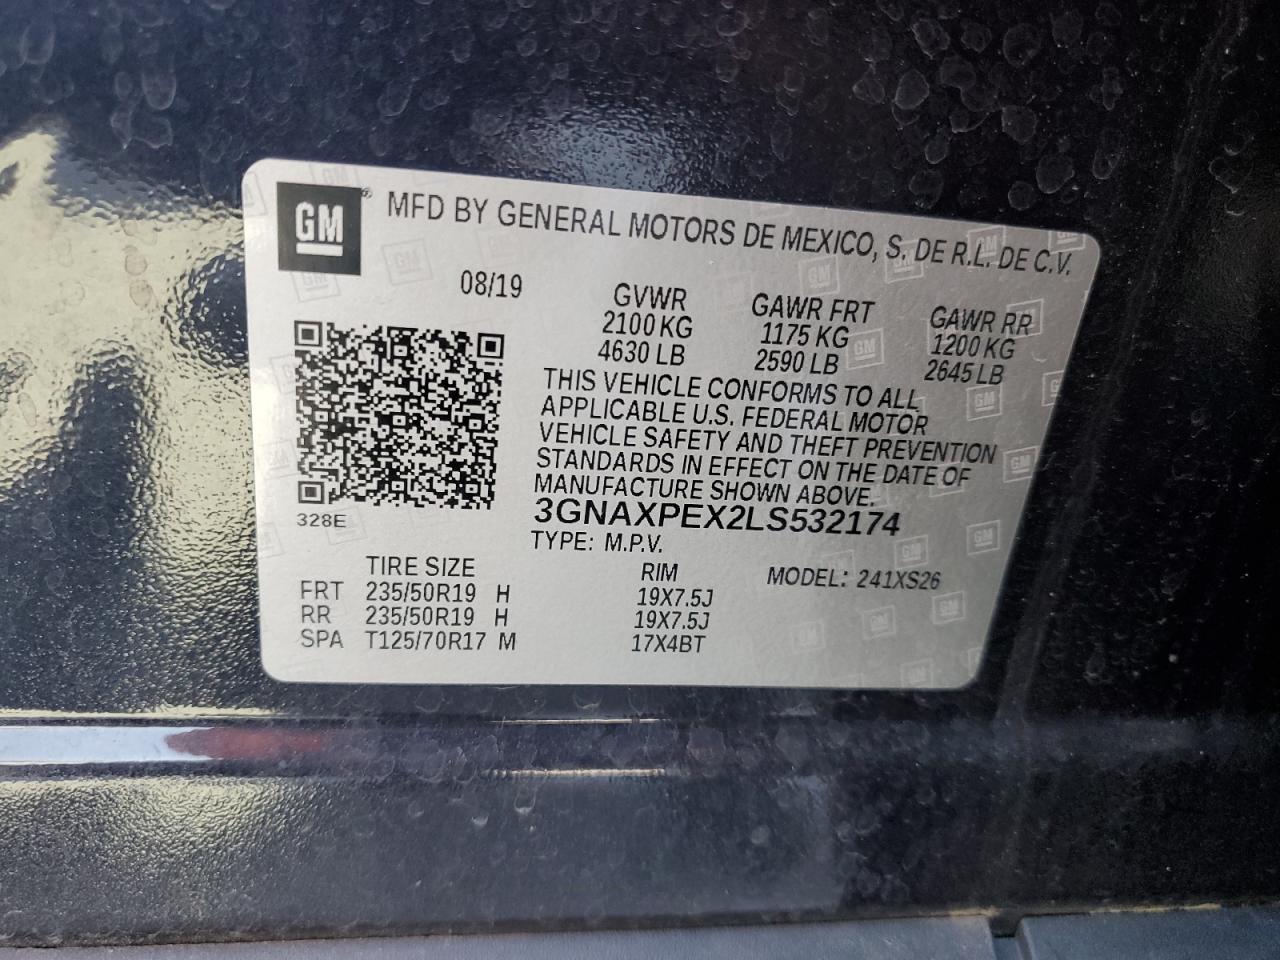 GM ® MFD BY GENERAL MOTORS DE MEXICO, S. DE R.L. DE C.V.
08/19
GVWR GAWR FRT GAWR RR
2100 KG 1175 KG 1200 KG
4630 LB 2590 LB 2645 LB
THIS VEHICLE CONFORMS TO ALL
APPLICABLE U.S. FEDERAL MOTOR
VEHICLE SAFETY AND THEFT PREVENTION
STANDARDS IN EFFECT ON THE DATE OF
MANUFACTURE SHOWN ABOVE.
328E 3GNAXPEX2LS532174
TYPE: M.P.V.
TIRE SIZE RIM MODEL: 241XS26
FRT 235/50R19 H 19X7.5J
RR 235/50R19 H 19X7.5J
SPA T125/70R17 M 17X4BT